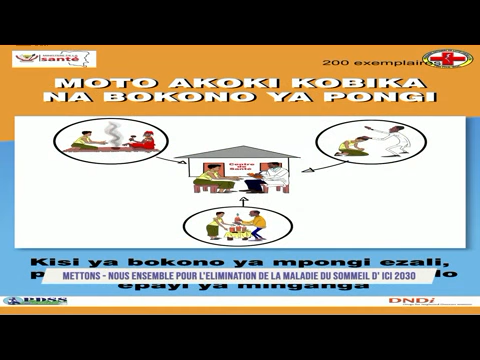 santé
200 exemplaires
MOTO AKOKI KOBIKA
NA BOKONO YA PONGI
Centre
de
Santé
Kisi ya bokono ya mpongi ezali,
METTONS - NOUS ENSEMBLE POUR L'ELIMINATION DE LA MALADIE DU SOMMEIL D' ICI 2030
epayi ya minganga
PDSS
DNDi